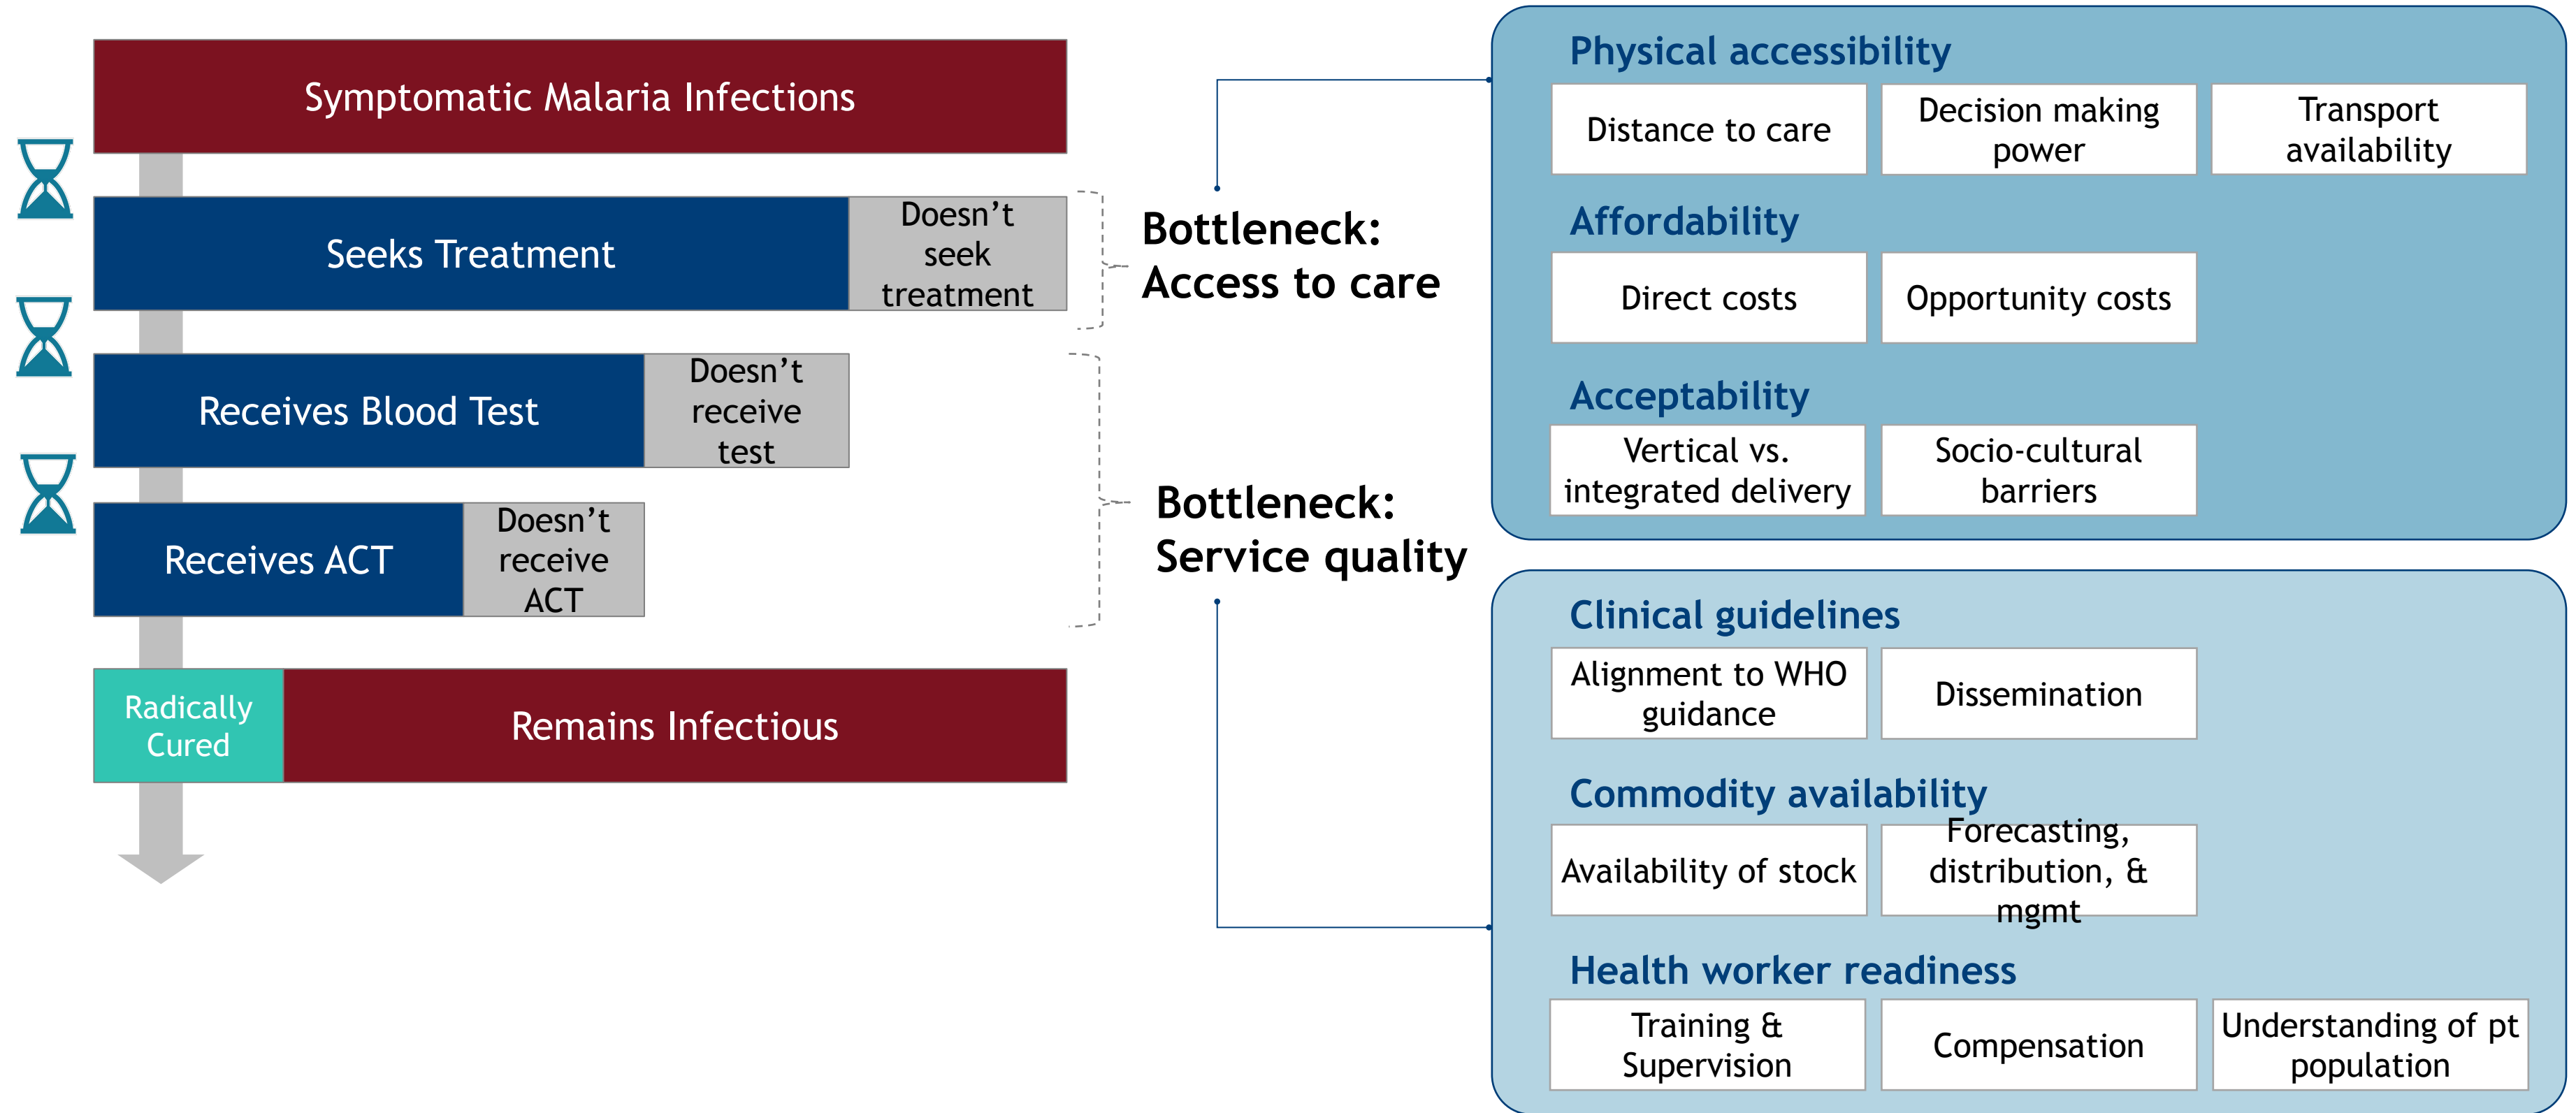 Symptomatic Malaria Infections
Seeks Treatment
Doesn’t
seek
treatment
Receives Blood Test
Doesn’t
receive
test
Receives ACT
Doesn’t
receive
ACT
Radically
Cured
Remains Infectious
Bottleneck:
Access to care
Bottleneck:
Service quality
Physical accessibility
Distance to care
Decision making
power
Transport
availability
Affordability
Direct costs
Opportunity costs
Acceptability
Vertical vs.
integrated delivery
Socio-cultural
barriers
Clinical guidelines
Alignment to WHO
guidance
Dissemination
Commodity availability
Availability of stock
Forecasting,
distribution, &
mgmt
Health worker readiness
Training &
Supervision
Compensation
Understanding of pt
population